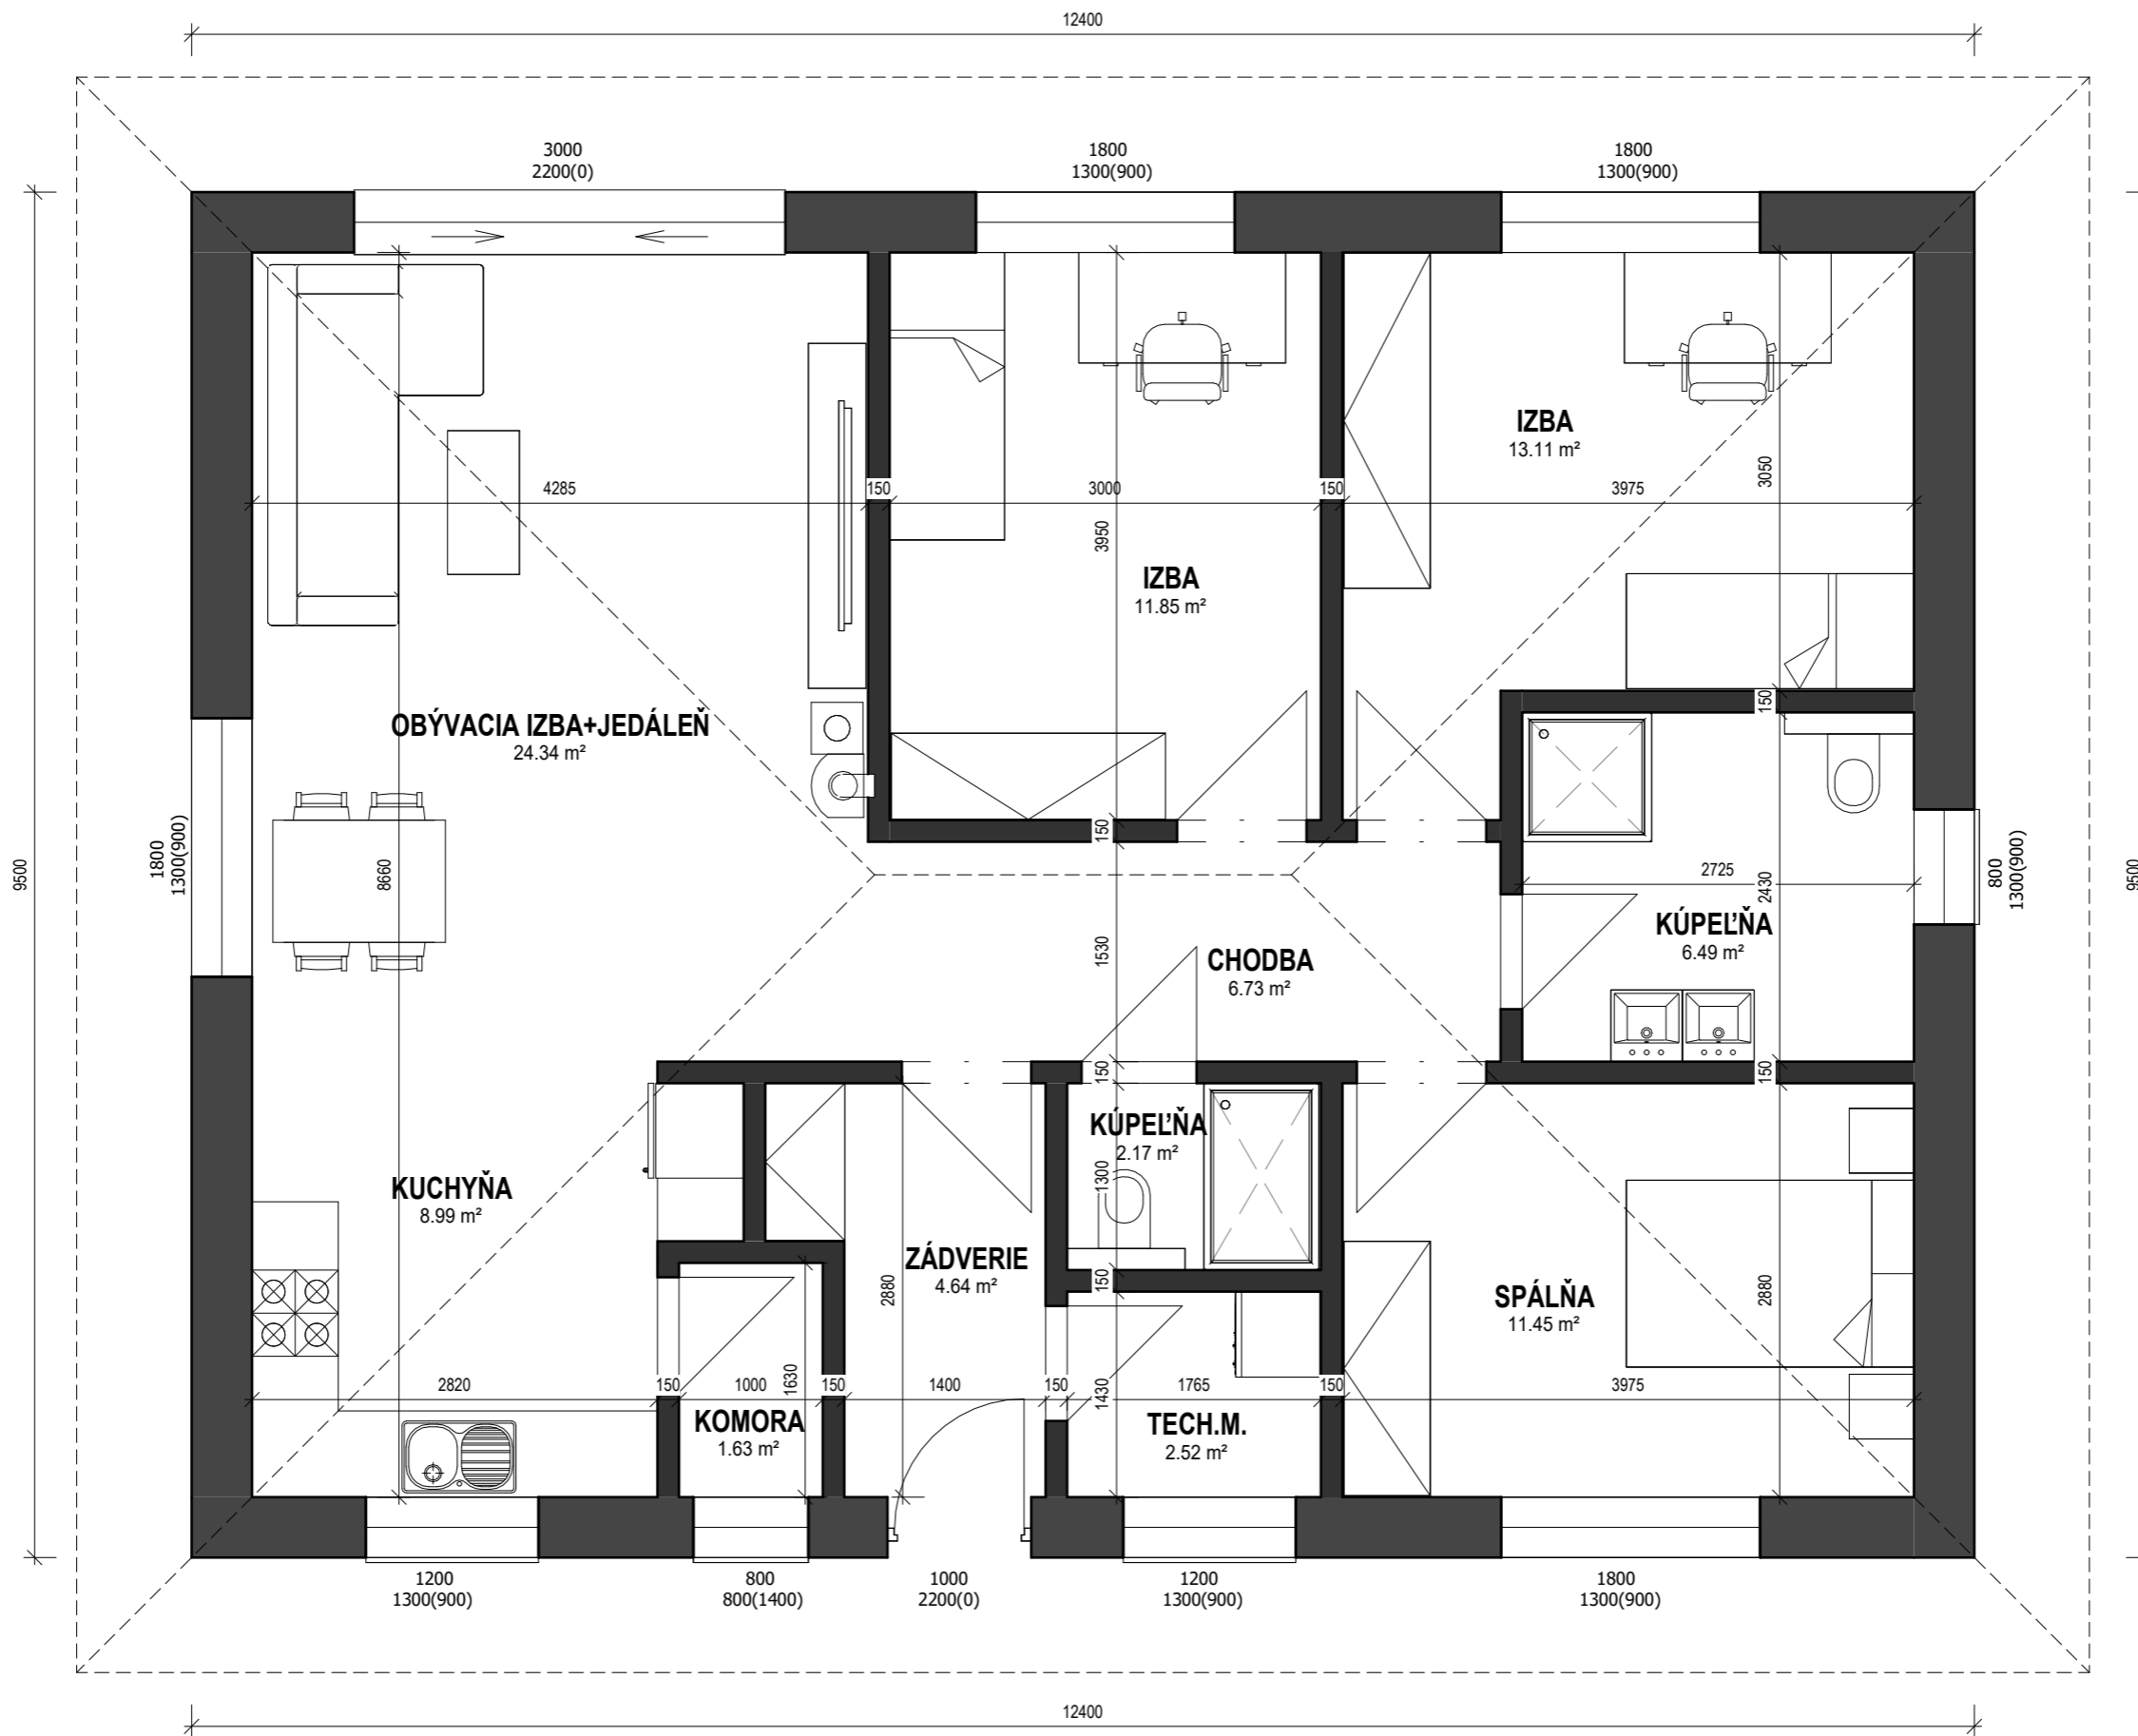 12400
3000
2200(0)
1800
1300(900)
1800
1300(900)
IZBA
13.11 m²
3050
4285
150
3000
150
3975
3950
IZBA
11.85 m²
150
OBÝVACIA IZBA+JEDÁLEŇ
24.34 m²
150
9500
1800
1300(900)
8660
2725
2430
800
1300(900)
9500
KÚPEĽŇA
6.49 m²
1530
CHODBA
6.73 m²
150
150
KÚPEĽŇA
2.17 m²
1300
KUCHYŇA
8.99 m²
ZÁDVERIE
4.64 m²
2880
150
2880
SPÁLŇA
11.45 m²
2820
150
1000
1630
150
1400
150
1430
1765
150
3975
KOMORA
1.63 m²
TECH.M.
2.52 m²
1200
1300(900)
800
800(1400)
1000
2200(0)
1200
1300(900)
1800
1300(900)
12400